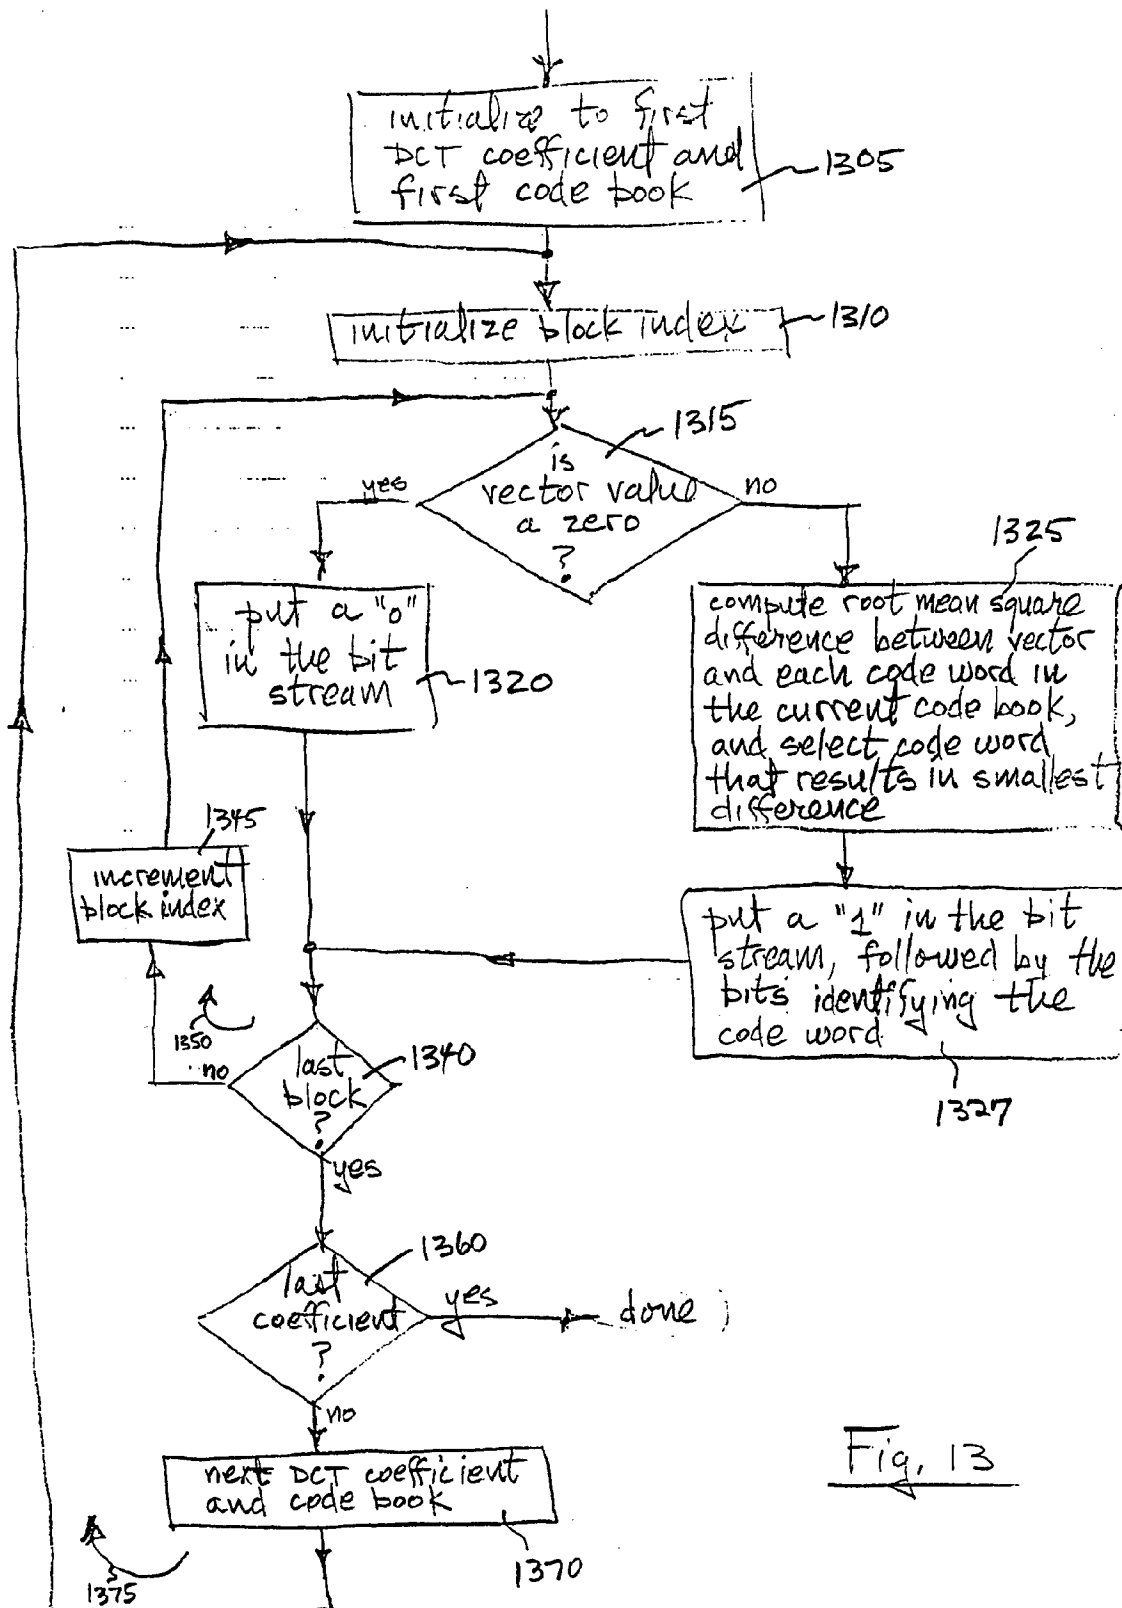 initialize to first
DCT coefficient and
first code book
1305
initialize block index
1310
1315
is
vector value
a zero
?
yes
no
1325
put a "0"
in the bit
stream
1320
compute root mean square
difference between vector
and each code word in
the current code book,
and select code word
that results in smallest
difference
1345
increment
block index
put a "1" in the bit
stream, followed by the
bits identifying the
code word
1327
1350
no
last
block
?
1340
yes
1360
last
coefficient
?
yes
done
no
next DCT coefficient
and code book
1370
1375
Fig. 13